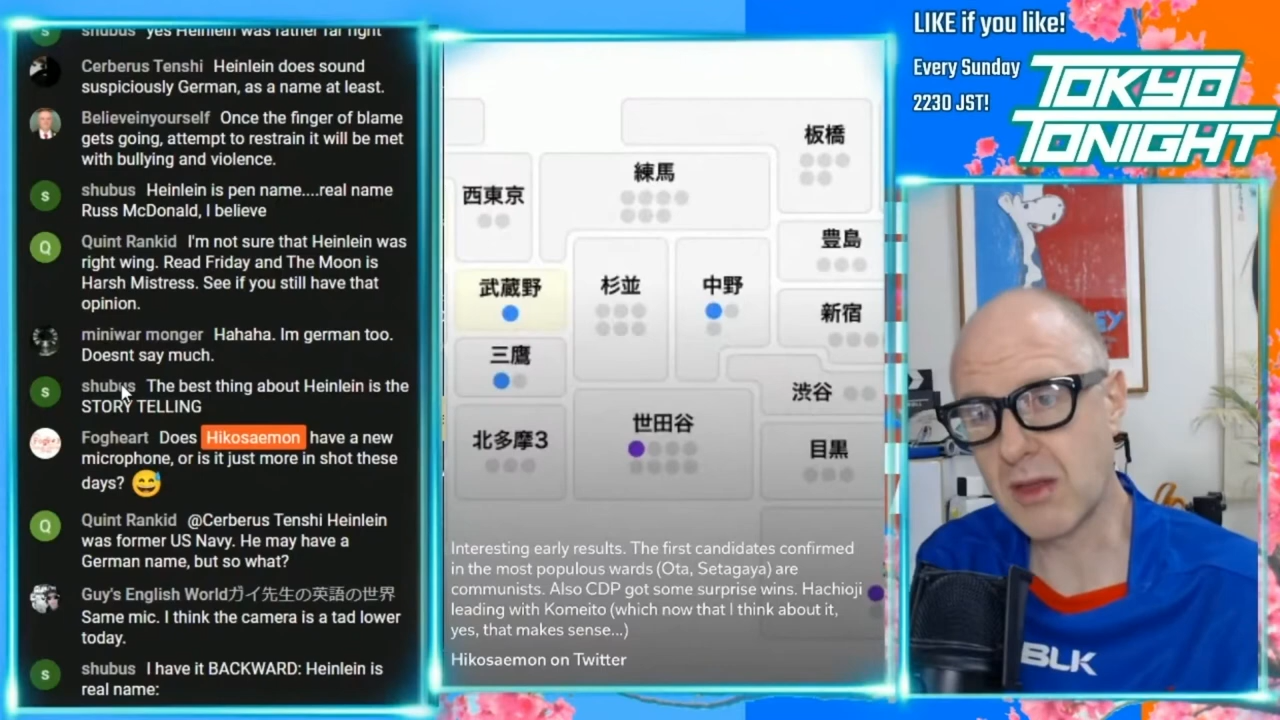 shubus yes Heinlein was rather far right
Cerberus Tenshi Heinlein does sound
suspiciously German, as a name at least.
Believeinyourself Once the finger of blame
gets going, attempt to restrain it will be met
with bullying and violence.
shubus Heinlein is pen name....real name
Russ McDonald, I believe
Quint Rankid I'm not sure that Heinlein was
right wing. Read Friday and The Moon is
Harsh Mistress. See if you still have that
opinion.
miniwar monger Hahaha. Im german too.
Doesnt say much.
shubus The best thing about Heinlein is the
STORY TELLING
Fogheart Does Hikosaemon have a new
microphone, or is it just more in shot these
days? 😅
Quint Rankid @Cerberus Tenshi Heinlein
was former US Navy. He may have a
German name, but so what?
Guy's English Worldガイ先生の英語の世界
Same mic. I think the camera is a tad lower
today.
shubus I have it BACKWARD: Heinlein is
real name:
板橋
練馬
西東京
豊島
武蔵野
杉並
中野
新宿
三鷹
渋谷
北多摩3
世田谷
目黒
Interesting early results. The first candidates confirmed
in the most populous wards (Ota, Setagaya) are
communists. Also CDP got some surprise wins. Hachioji
leading with Komeito (which now that I think about it,
yes, that makes sense...)
Hikosaemon on Twitter
LIKE if you like!
Every Sunday
2230 JST!
TOKYO
TONIGHT
BLK